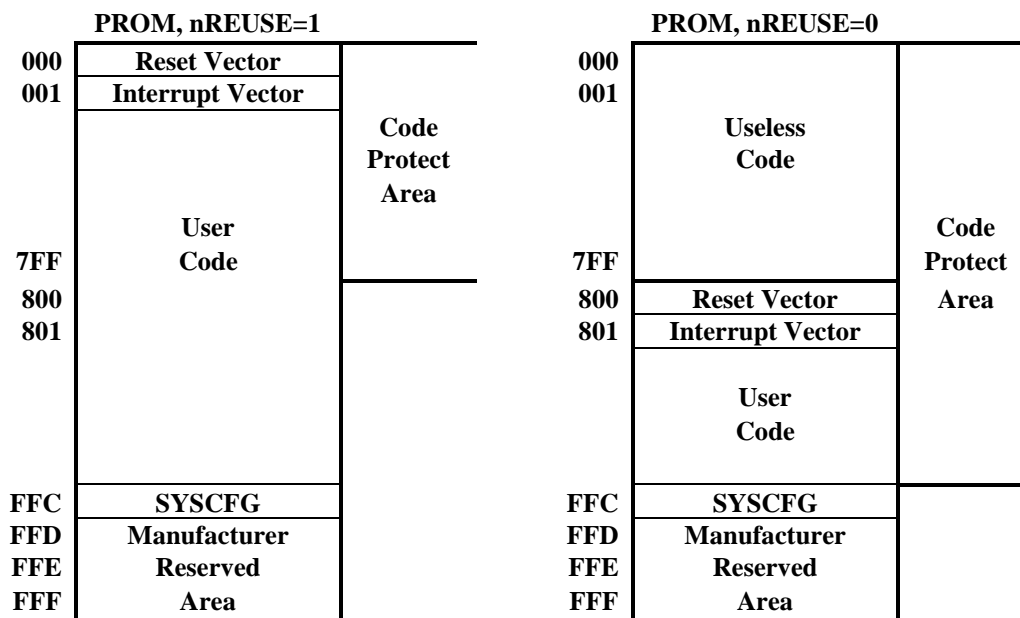 PROM, nREUSE=1
000 Reset Vector
001 Interrupt Vector
Code
Protect
Area
User
7FF Code
800
801
FFC SYSCFG
FFD Manufacturer
FFE Reserved
FFF Area
PROM, nREUSE=0
000
001
Useless
Code
Code
7FF Protect
800 Reset Vector Area
801 Interrupt Vector
User
Code
FFC SYSCFG
FFD Manufacturer
FFE Reserved
FFF Area